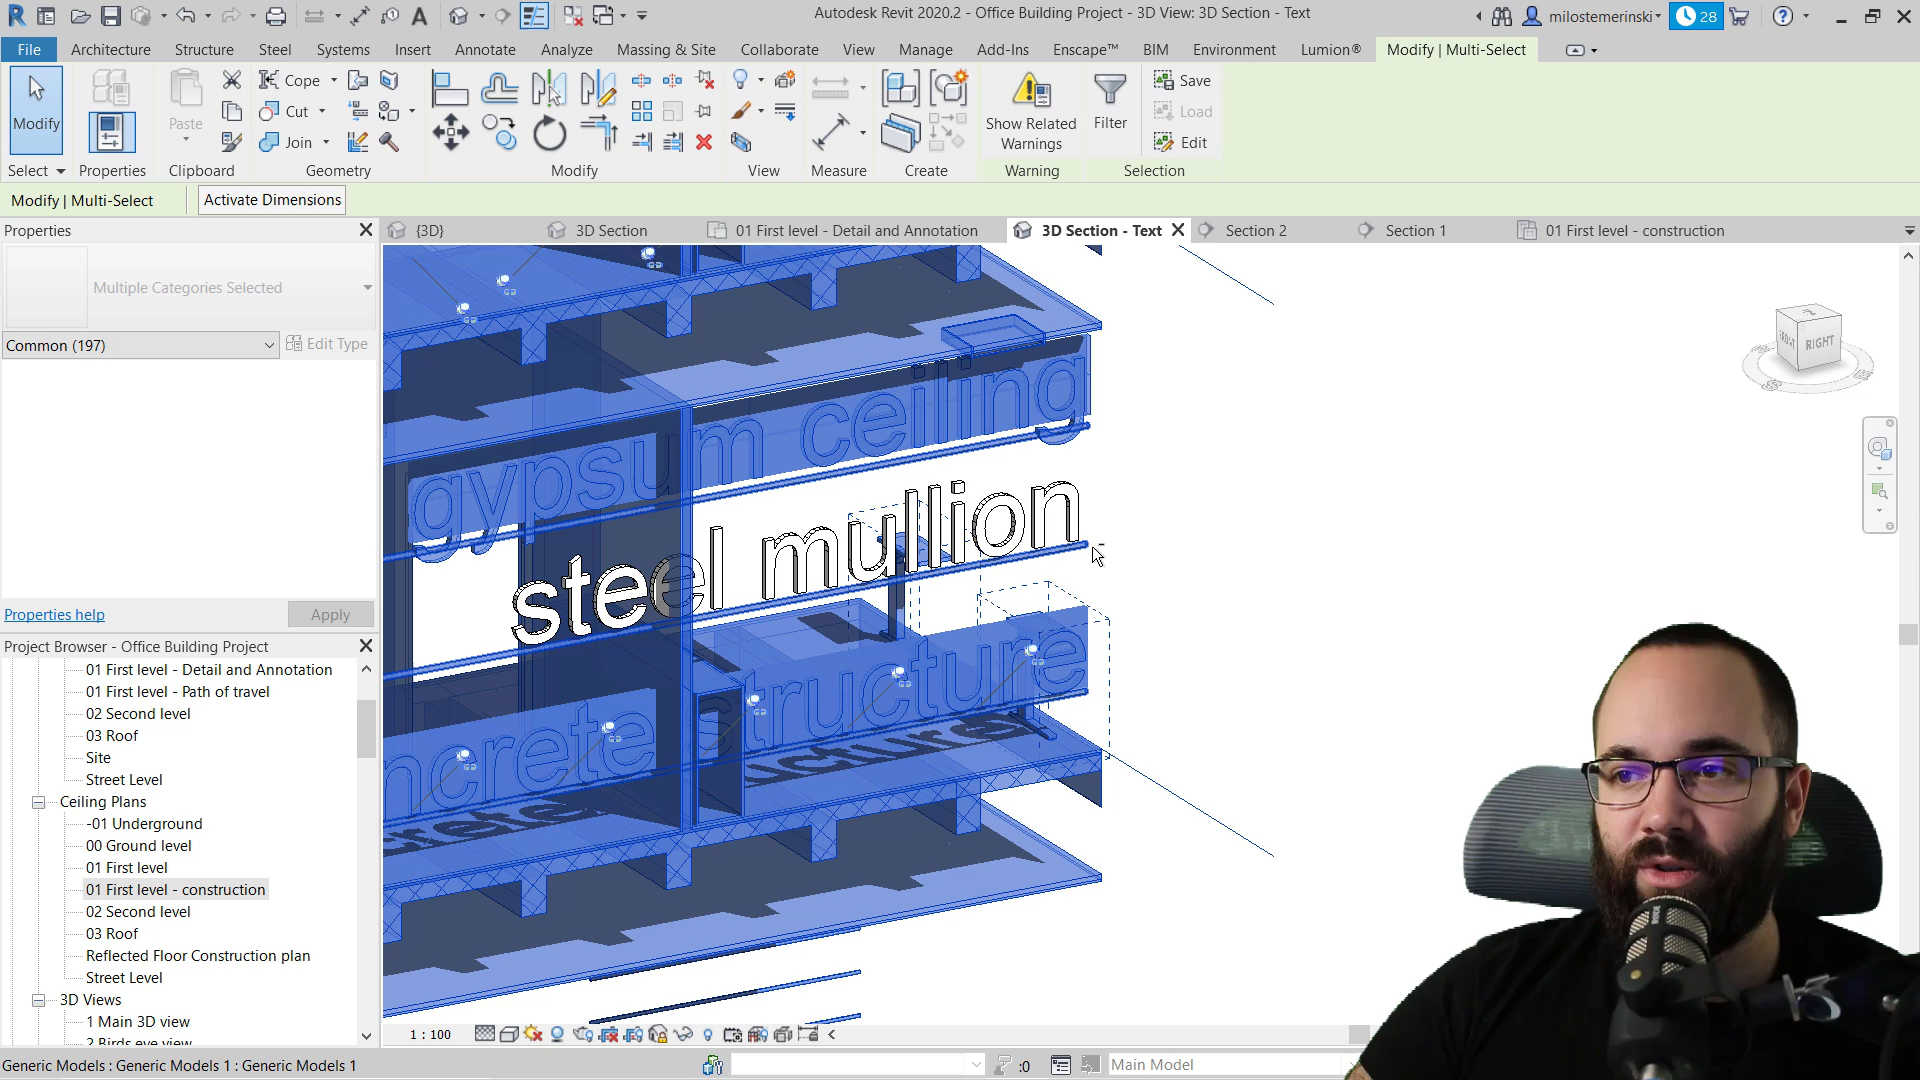 Autodesk Revit 2020.2 - Office Building Project - 3D View: 3D Section - Text
milostemerinski
28
File Architecture Structure Steel Systems Insert Annotate Analyze Massing & Site Collaborate View Manage Add-Ins Enscape™ BIM Environment Lumion® Modify | Multi-Select
Modify
Paste
Cope
Cut
Join
Show Related
Warnings
Filter
Save
Load
Edit
Select Properties Clipboard Geometry Modify View Measure Create Warning Selection
Modify | Multi-Select Activate Dimensions
Properties
{3D} 3D Section 01 First level - Detail and Annotation 3D Section - Text Section 2 Section 1 01 First level - construction
Multiple Categories Selected
Common (197) Edit Type
Properties help Apply
Project Browser - Office Building Project
01 First level - Detail and Annotation
01 First level - Path of travel
02 Second level
03 Roof
Site
Street Level
Ceiling Plans
-01 Underground
00 Ground level
01 First level
01 First level - construction
02 Second level
03 Roof
Reflected Floor Construction plan
Street Level
3D Views
1 Main 3D view
2 Birds eye view
gypsum ceiling
steel mullion
ncrete structure
FRONT RIGHT
RODE
1 : 100
Generic Models : Generic Models 1 : Generic Models 1
:0
Main Model